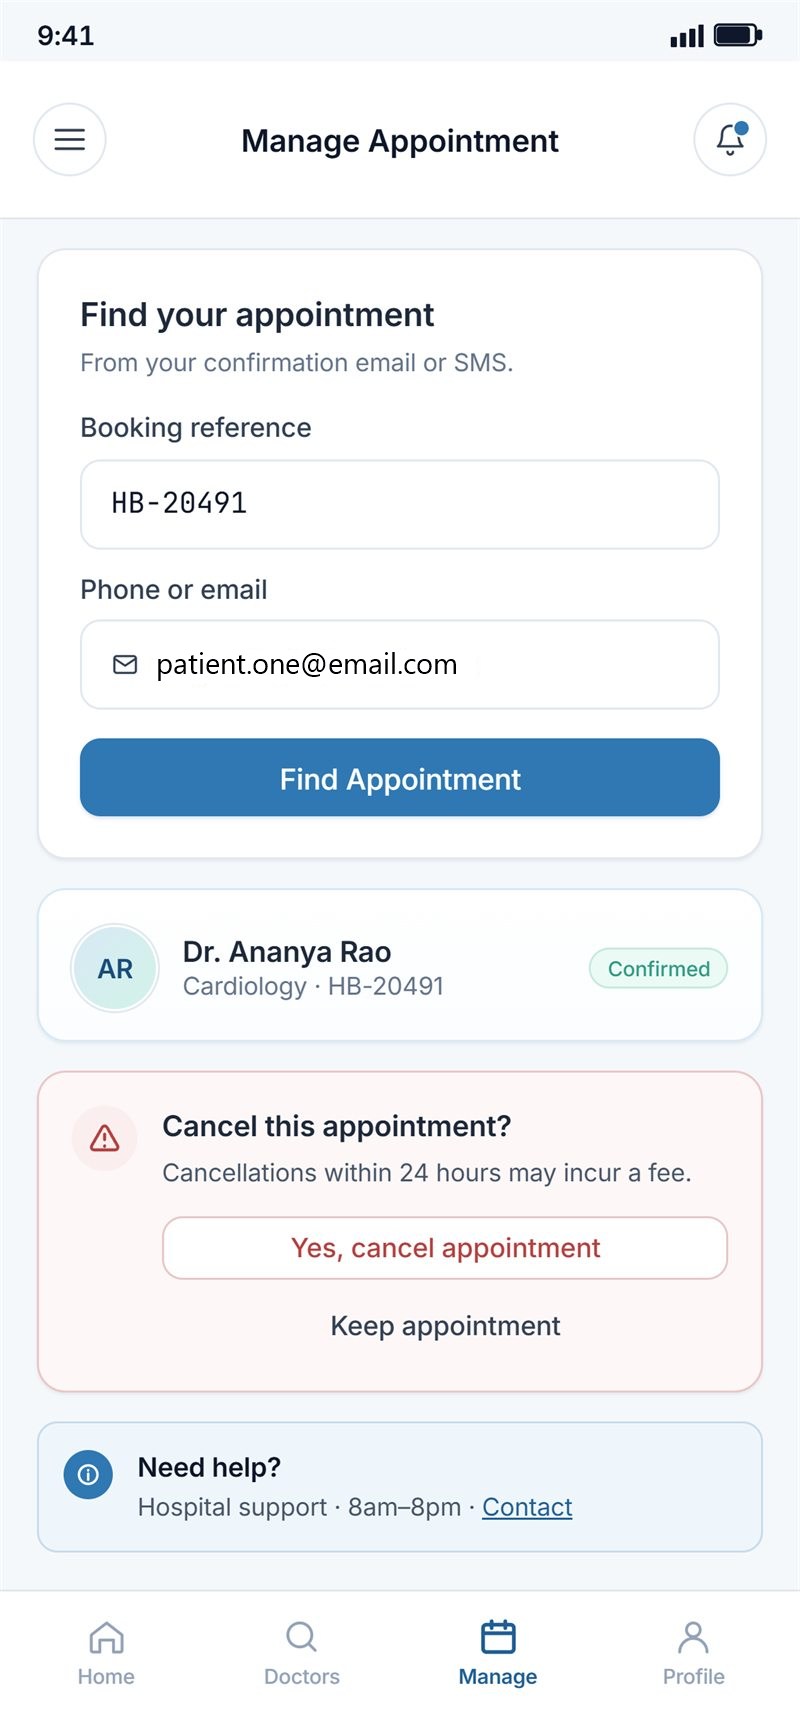 9:41
Manage Appointment
Find your appointment
From your confirmation email or SMS.
Booking reference
HB-20491
Phone or email
patient.one@email.com
Find Appointment
AR
Dr. Ananya Rao
Cardiology · HB-20491
Confirmed
Cancel this appointment?
Cancellations within 24 hours may incur a fee.
Yes, cancel appointment
Keep appointment
Need help?
Hospital support · 8am–8pm · Contact
Home
Doctors
Manage
Profile